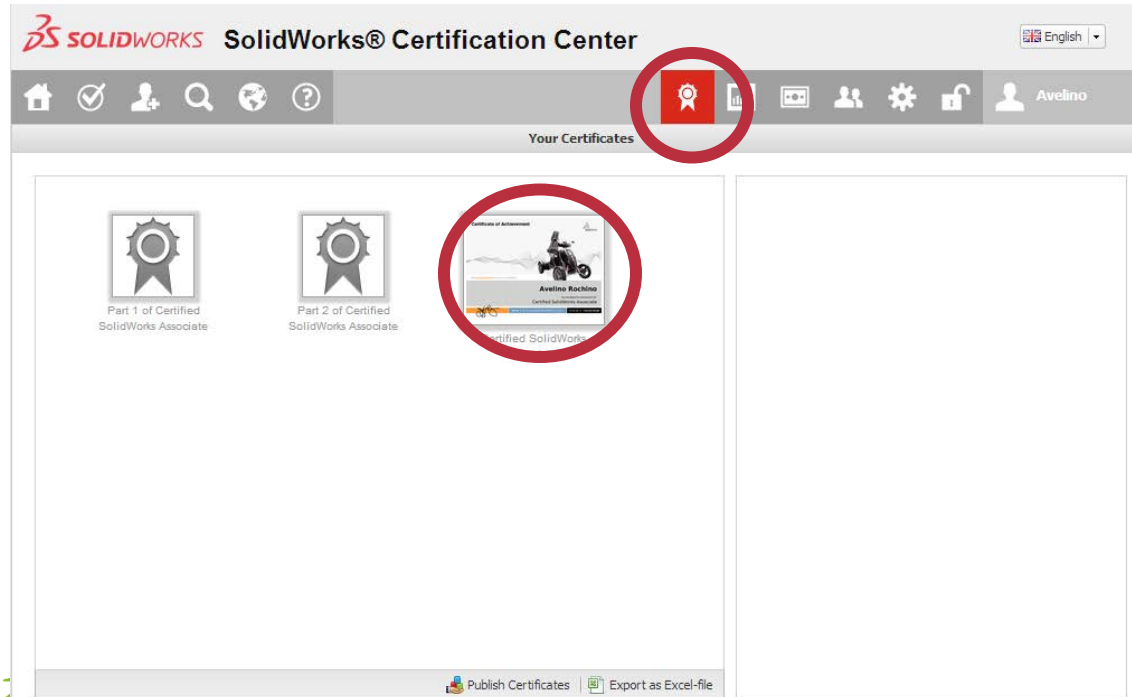 SOLIDWORKS SolidWorks® Certification Center
English
Avelino
Your Certificates
Certificate of Achievement
Avelino Rochino
Certified SolidWorks Associate
Part 1 of Certified
SolidWorks Associate
Part 2 of Certified
SolidWorks Associate
Certified SolidWorks
Publish Certificates
Export as Excel-file